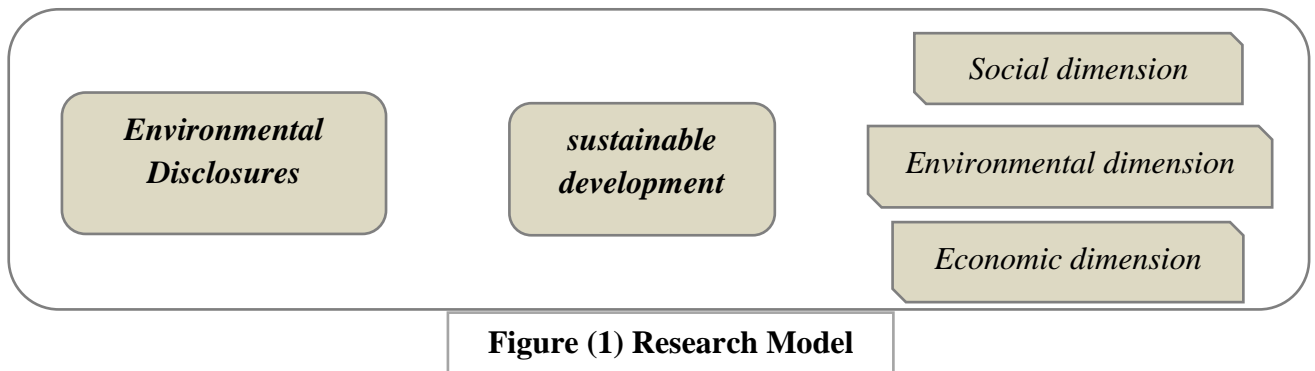 Environmental
Disclosures
sustainable
development
Social dimension
Environmental dimension
Economic dimension
Figure (1) Research Model